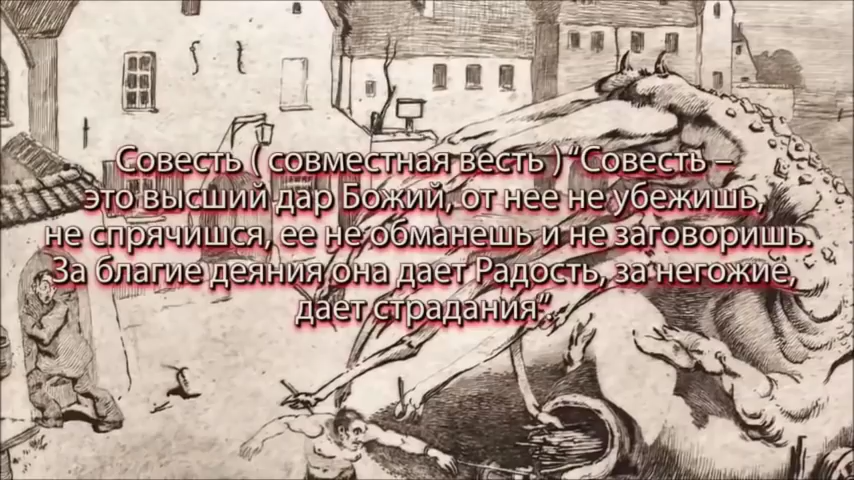 Совесть ( совместная весть ) “Совесть –
это высший дар Божий, от нее не убежишь,
не спрячишся, ее не обманешь и не заговоришь.
За благие деяния она дает Радость, за негожие,
дает страдания”.